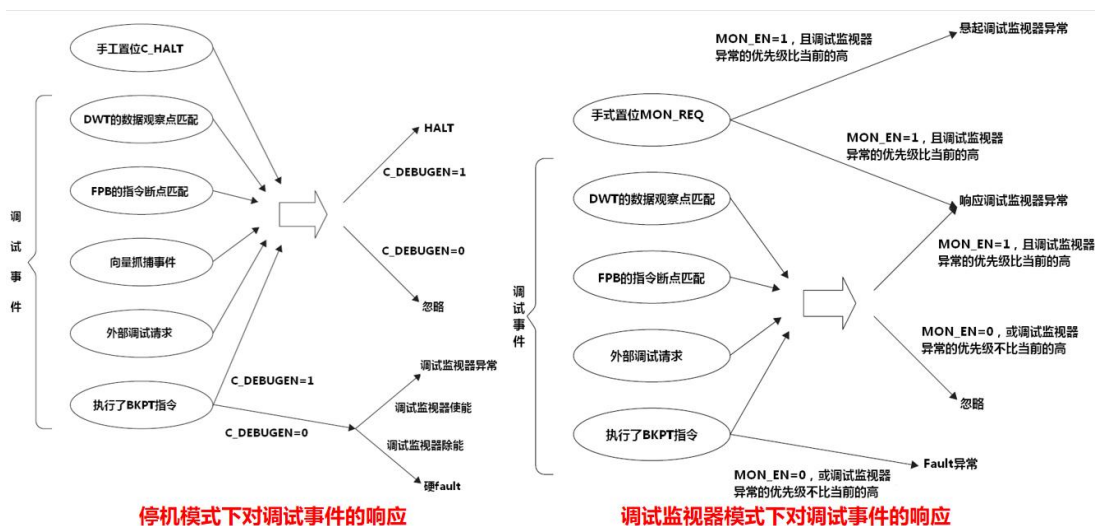 手工置位C_HALT
DWT的数据观察点匹配
FPB的指令断点匹配
向量抓捕事件
外部调试请求
执行了BKPT指令
调试事件
HALT
C_DEBUGEN=1
C_DEBUGEN=0
忽略
C_DEBUGEN=1
C_DEBUGEN=0
调试监视器异常
调试监视器使能
调试监视器除能
硬fault
停机模式下对调试事件的响应
MON_EN=1，且调试监视器
异常的优先级比当前的高
悬起调试监视器异常
手式置位MON_REQ
MON_EN=1，且调试监视器
异常的优先级比当前的高
DWT的数据观察点匹配
响应调试监视器异常
MON_EN=1，且调试监视器
异常的优先级比当前的高
FPB的指令断点匹配
调试事件
外部调试请求
MON_EN=0，或调试监视器
异常的优先级不比当前的高
忽略
执行了BKPT指令
Fault异常
MON_EN=0，或调试监视器
异常的优先级不比当前的高
调试监视器模式下对调试事件的响应